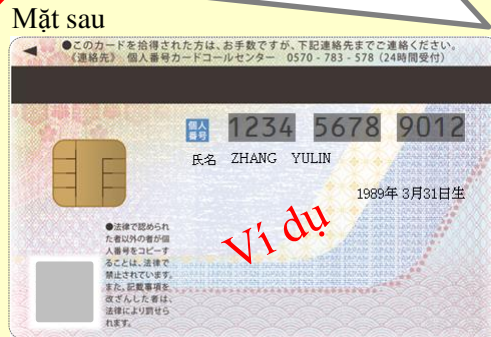 Mặt sau
●このカードを拾得された方は、お手数ですが、下記連絡先までご連絡ください。
《連絡先》 個人番号カードコールセンター 0570-783-578 (24時間受付)
個人番号 1234 5678 9012
氏名 ZHANG YULIN
1989年 3月31日生
Ví dụ
●法律で認められ
た者以外の者が個
人番号をコピーす
ることは、法律で
禁止されています。
また、記載事項を
改ざんした者は、
法律により罰せら
れます。